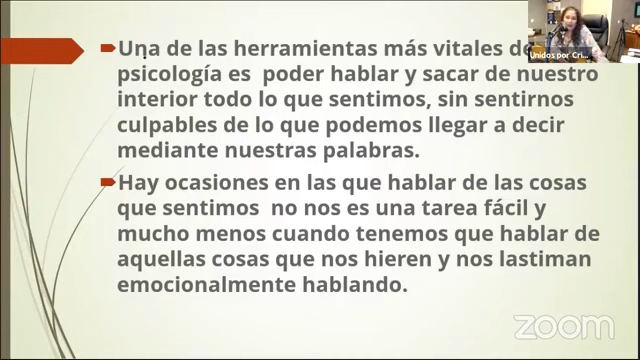 Una de las herramientas más vitales de
psicología es  poder hablar y sacar de nuestro
interior todo lo que sentimos, sin sentirnos
culpables de lo que podemos llegar a decir
mediante nuestras palabras.
Hay ocasiones en las que hablar de las cosas
que sentimos  no nos es una tarea fácil y
mucho menos cuando tenemos que hablar de
aquellas cosas que nos hieren y nos lastiman
emocionalmente hablando.
Unidos por Cri...
zoom